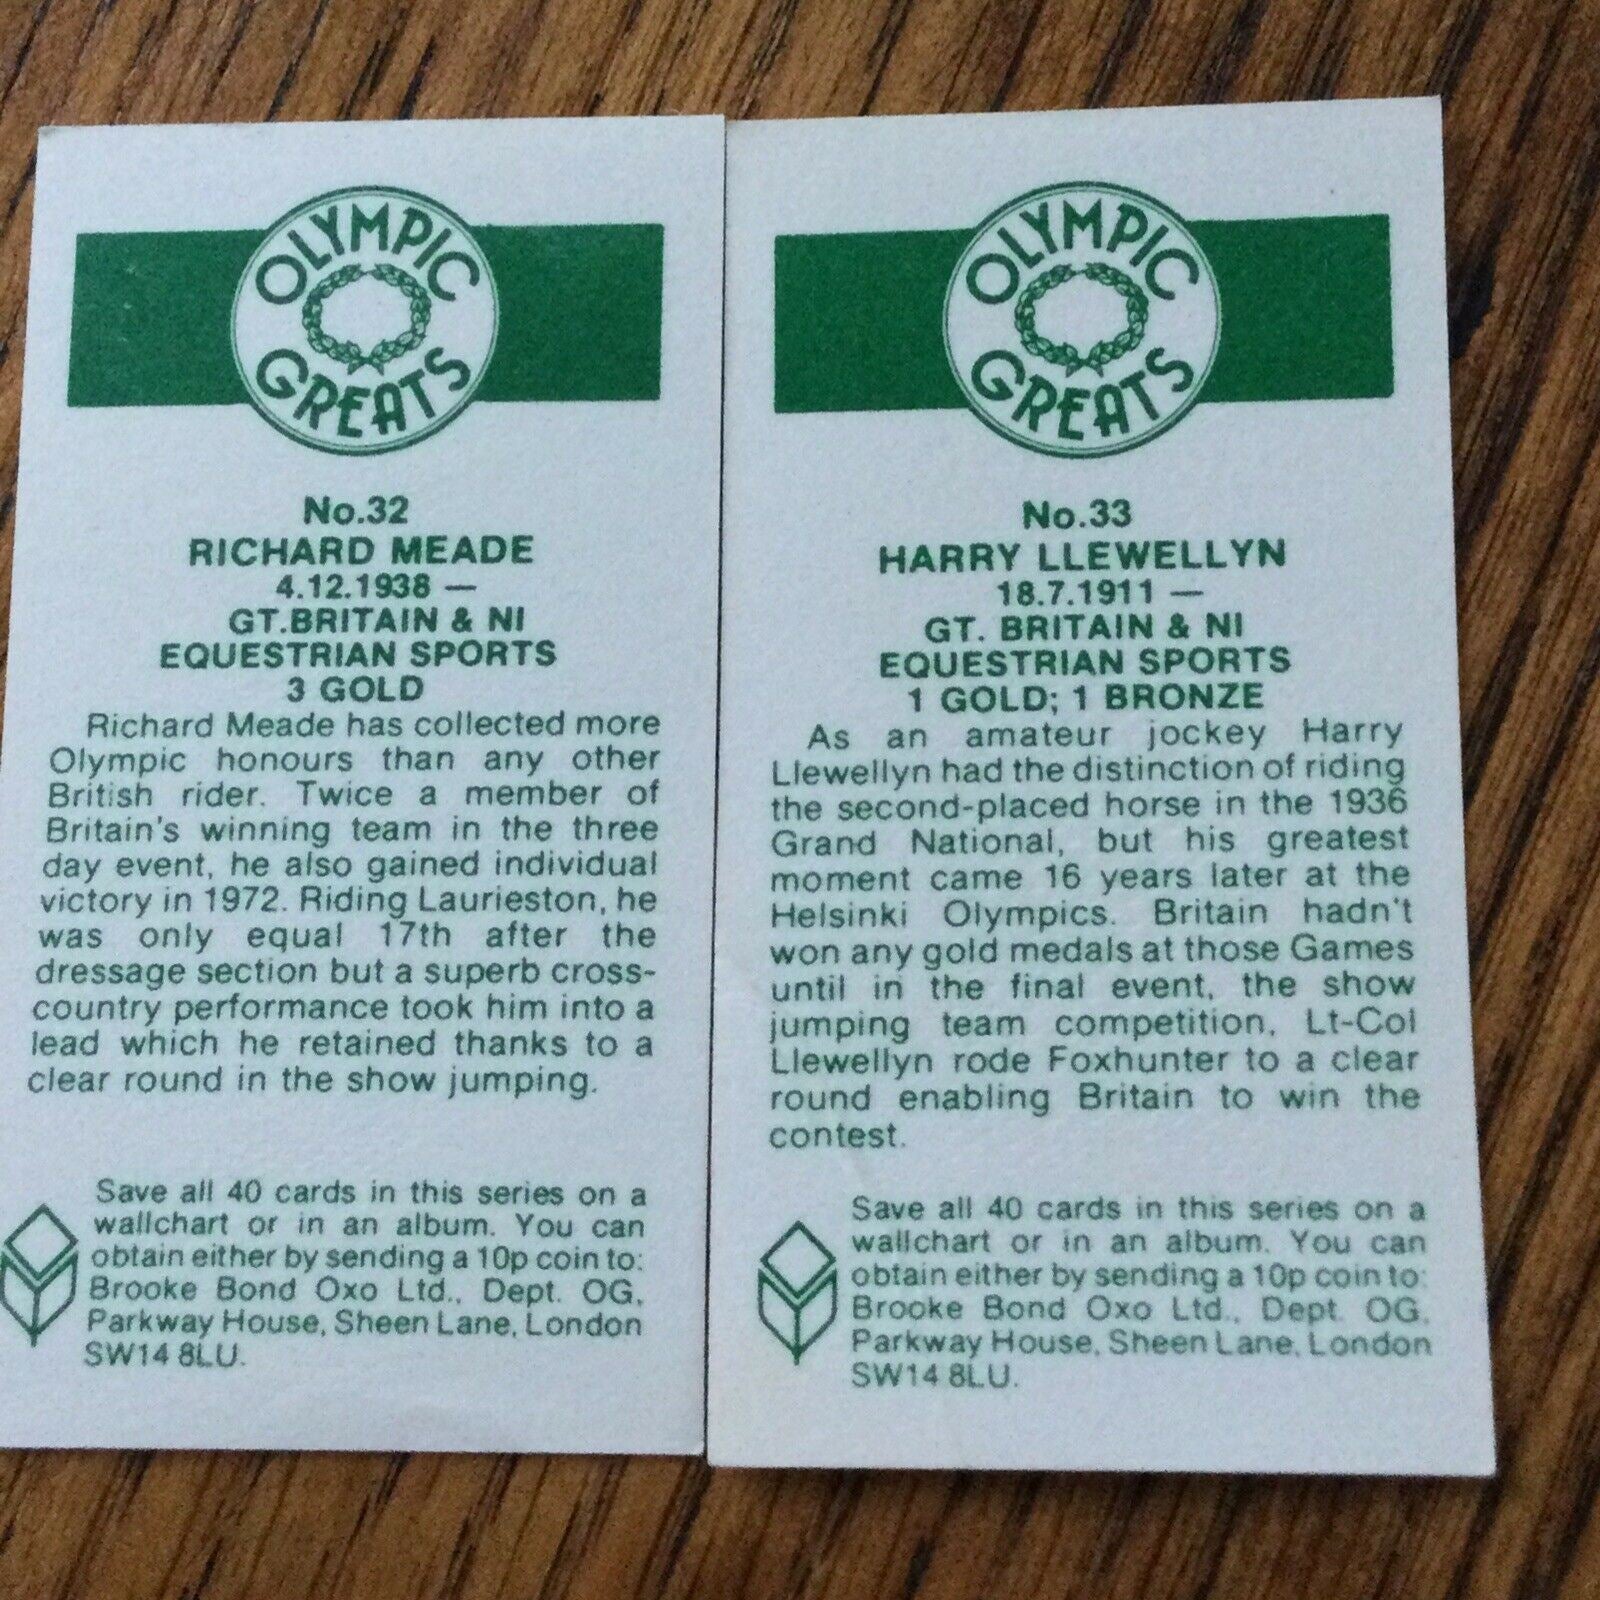 OLYMPIC
GREATS
No.32
RICHARD MEADE
4.12.1938 —
GT.BRITAIN & NI
EQUESTRIAN SPORTS
3 GOLD
Richard Meade has collected more
Olympic honours than any other
British rider. Twice a member of
Britain's winning team in the three
day event, he also gained individual
victory in 1972. Riding Laurieston, he
was only equal 17th after the
dressage section but a superb cross-
country performance took him into a
lead which he retained thanks to a
clear round in the show jumping.
Save all 40 cards in this series on a
wallchart or in an album. You can
obtain either by sending a 10p coin to:
Brooke Bond Oxo Ltd., Dept. OG,
Parkway House, Sheen Lane, London
SW14 8LU.
OLYMPIC
GREATS
No.33
HARRY LLEWELLYN
18.7.1911 —
GT. BRITAIN & NI
EQUESTRIAN SPORTS
1 GOLD; 1 BRONZE
As an amateur jockey Harry
Llewellyn had the distinction of riding
the second-placed horse in the 1936
Grand National, but his greatest
moment came 16 years later at the
Helsinki Olympics. Britain hadn't
won any gold medals at those Games
until in the final event, the show
jumping team competition, Lt-Col
Llewellyn rode Foxhunter to a clear
round enabling Britain to win the
contest.
Save all 40 cards in this series on a
wallchart or in an album. You can
obtain either by sending a 10p coin to:
Brooke Bond Oxo Ltd., Dept. OG,
Parkway House, Sheen Lane, London
SW14 8LU.